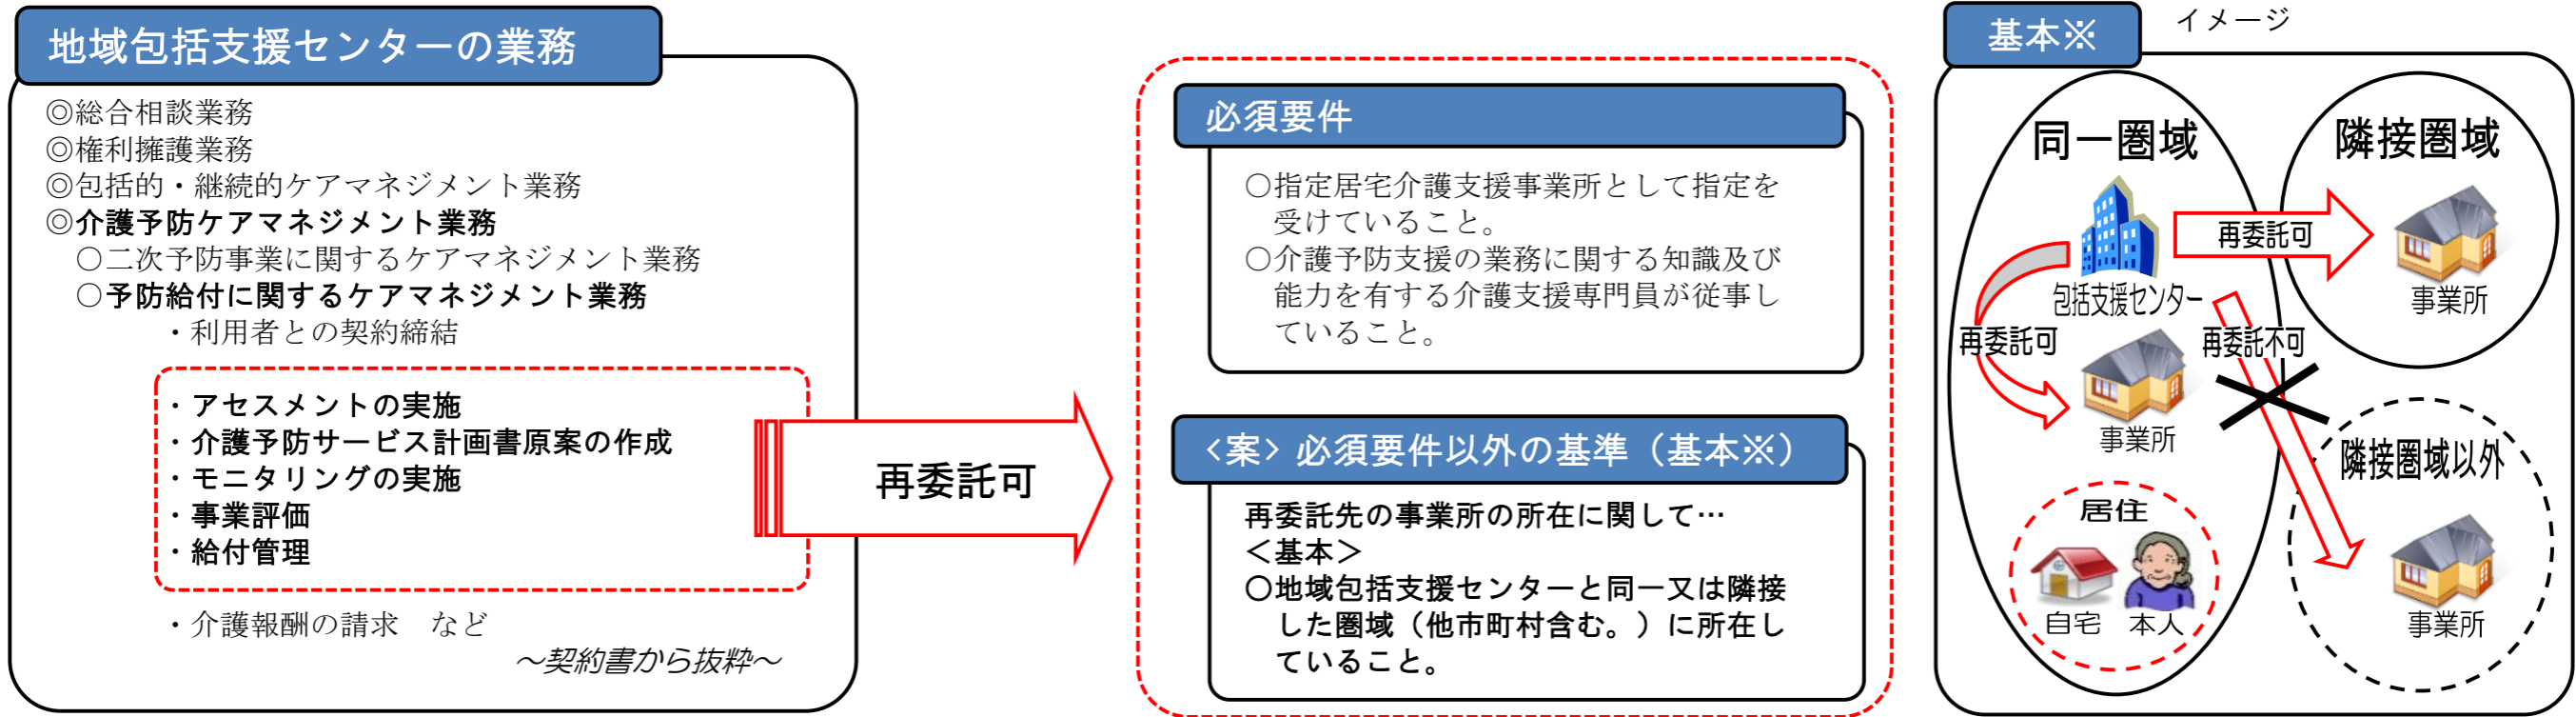 地域包括支援センターの業務
◎総合相談業務
◎権利擁護業務
◎包括的・継続的ケアマネジメント業務
◎介護予防ケアマネジメント業務
○二次予防事業に関するケアマネジメント業務
○予防給付に関するケアマネジメント業務
・利用者との契約締結
・アセスメントの実施
・介護予防サービス計画書原案の作成
・モニタリングの実施
・事業評価
・給付管理
・介護報酬の請求　など
～契約書から抜粋～
再委託可
必須要件
○指定居宅介護支援事業所として指定を
受けていること。
○介護予防支援の業務に関する知識及び
能力を有する介護支援専門員が従事し
ていること。
<案> 必須要件以外の基準（基本※）
再委託先の事業所の所在に関して…
＜基本＞
○地域包括支援センターと同一又は隣接
した圏域（他市町村含む。）に所在し
ていること。
基本※
イメージ
同一圏域
隣接圏域
再委託可
包括支援センター
事業所
再委託可
再委託不可
事業所
隣接圏域以外
居住
自宅
本人
事業所